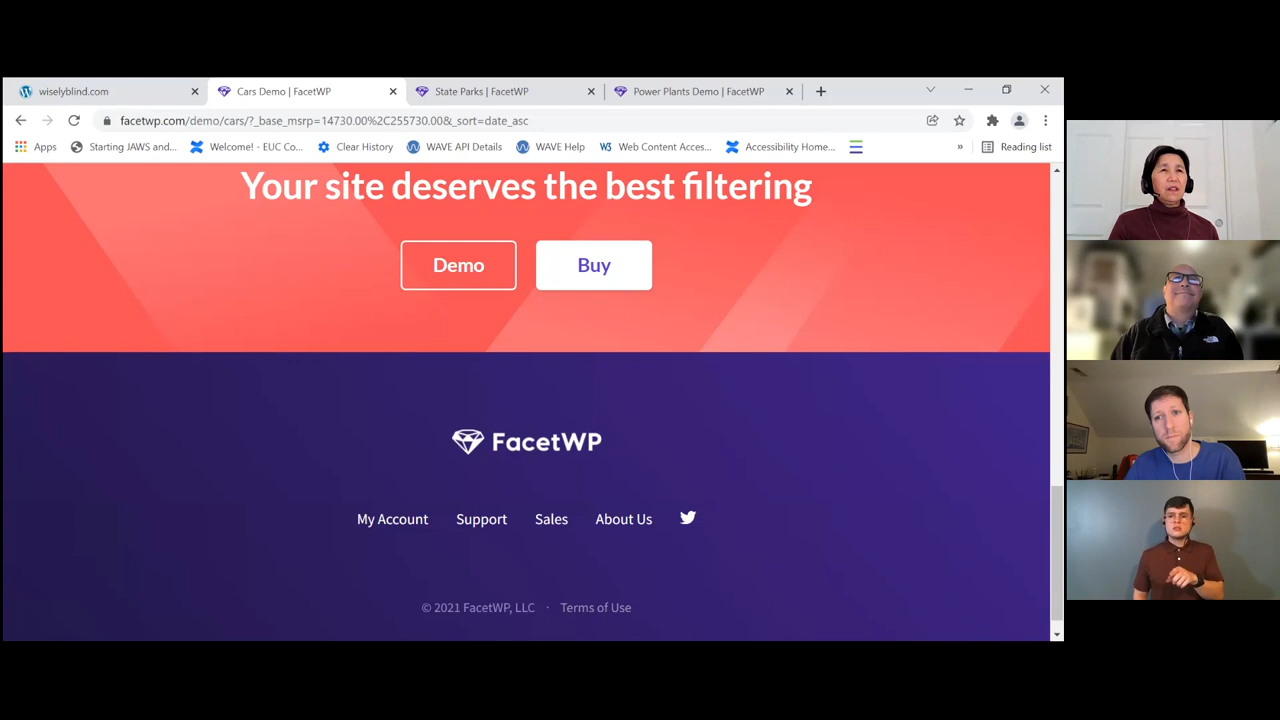 wiselyblind.com
Cars Demo | FacetWP
State Parks | FacetWP
Power Plants Demo | FacetWP
facetwp.com/demo/cars/?_base_msrp=14730.00%2C255730.00&_sort=date_asc
Apps Starting JAWS and... Welcome! - EUC Co... Clear History WAVE API Details WAVE Help W3 Web Content Acces... Accessibility Home... » Reading list
Your site deserves the best filtering
Demo Buy
FacetWP
My Account Support Sales About Us
© 2021 FacetWP, LLC · Terms of Use